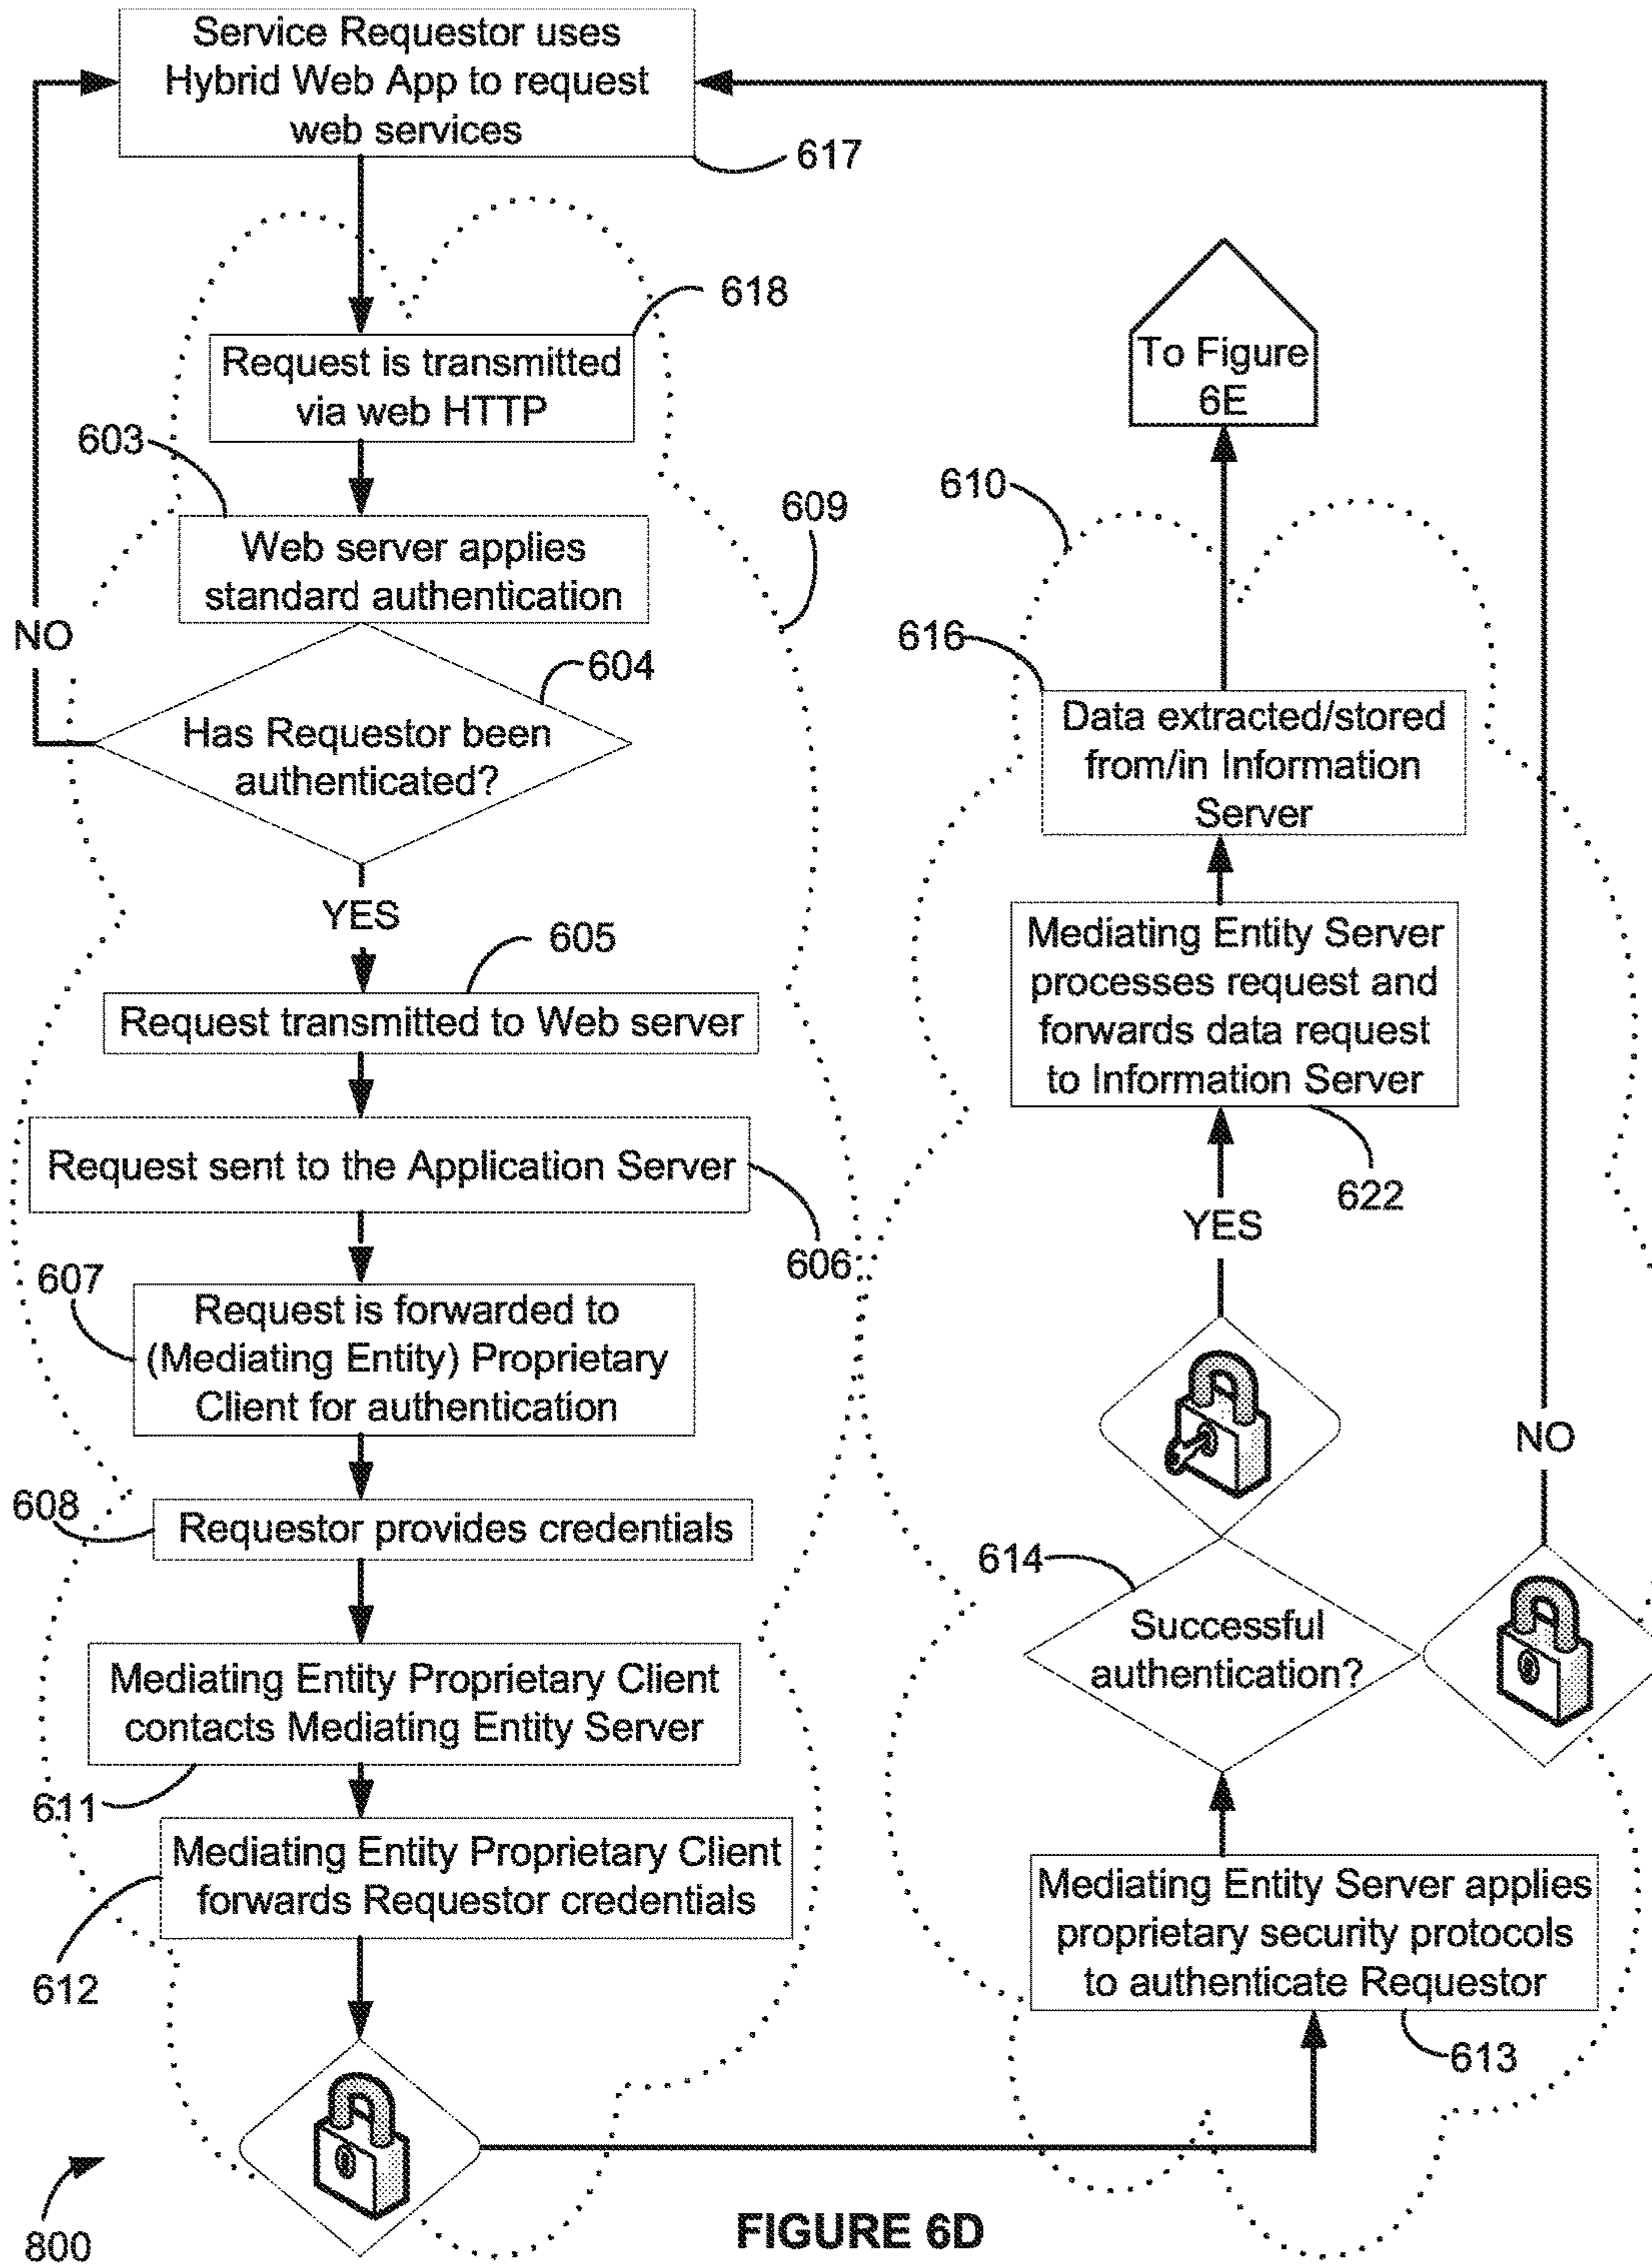 Service Requestor uses
Hybrid Web App to request
web services
617
618
Request is transmitted
via web HTTP
603
Web server applies
standard authentication
609
NO
604
Has Requestor been
authenticated?
YES
605
Request transmitted to Web server
Request sent to the Application Server
606
607
Request is forwarded to
(Mediating Entity) Proprietary
Client for authentication
608
Requestor provides credentials
Mediating Entity Proprietary Client
contacts Mediating Entity Server
611
Mediating Entity Proprietary Client
forwards Requestor credentials
612
800
To Figure
6E
610
616
Data extracted/stored
from/in Information
Server
Mediating Entity Server
processes request and
forwards data request
to Information Server
622
YES
NO
614
Successful
authentication?
Mediating Entity Server applies
proprietary security protocols
to authenticate Requestor
613
FIGURE 6D